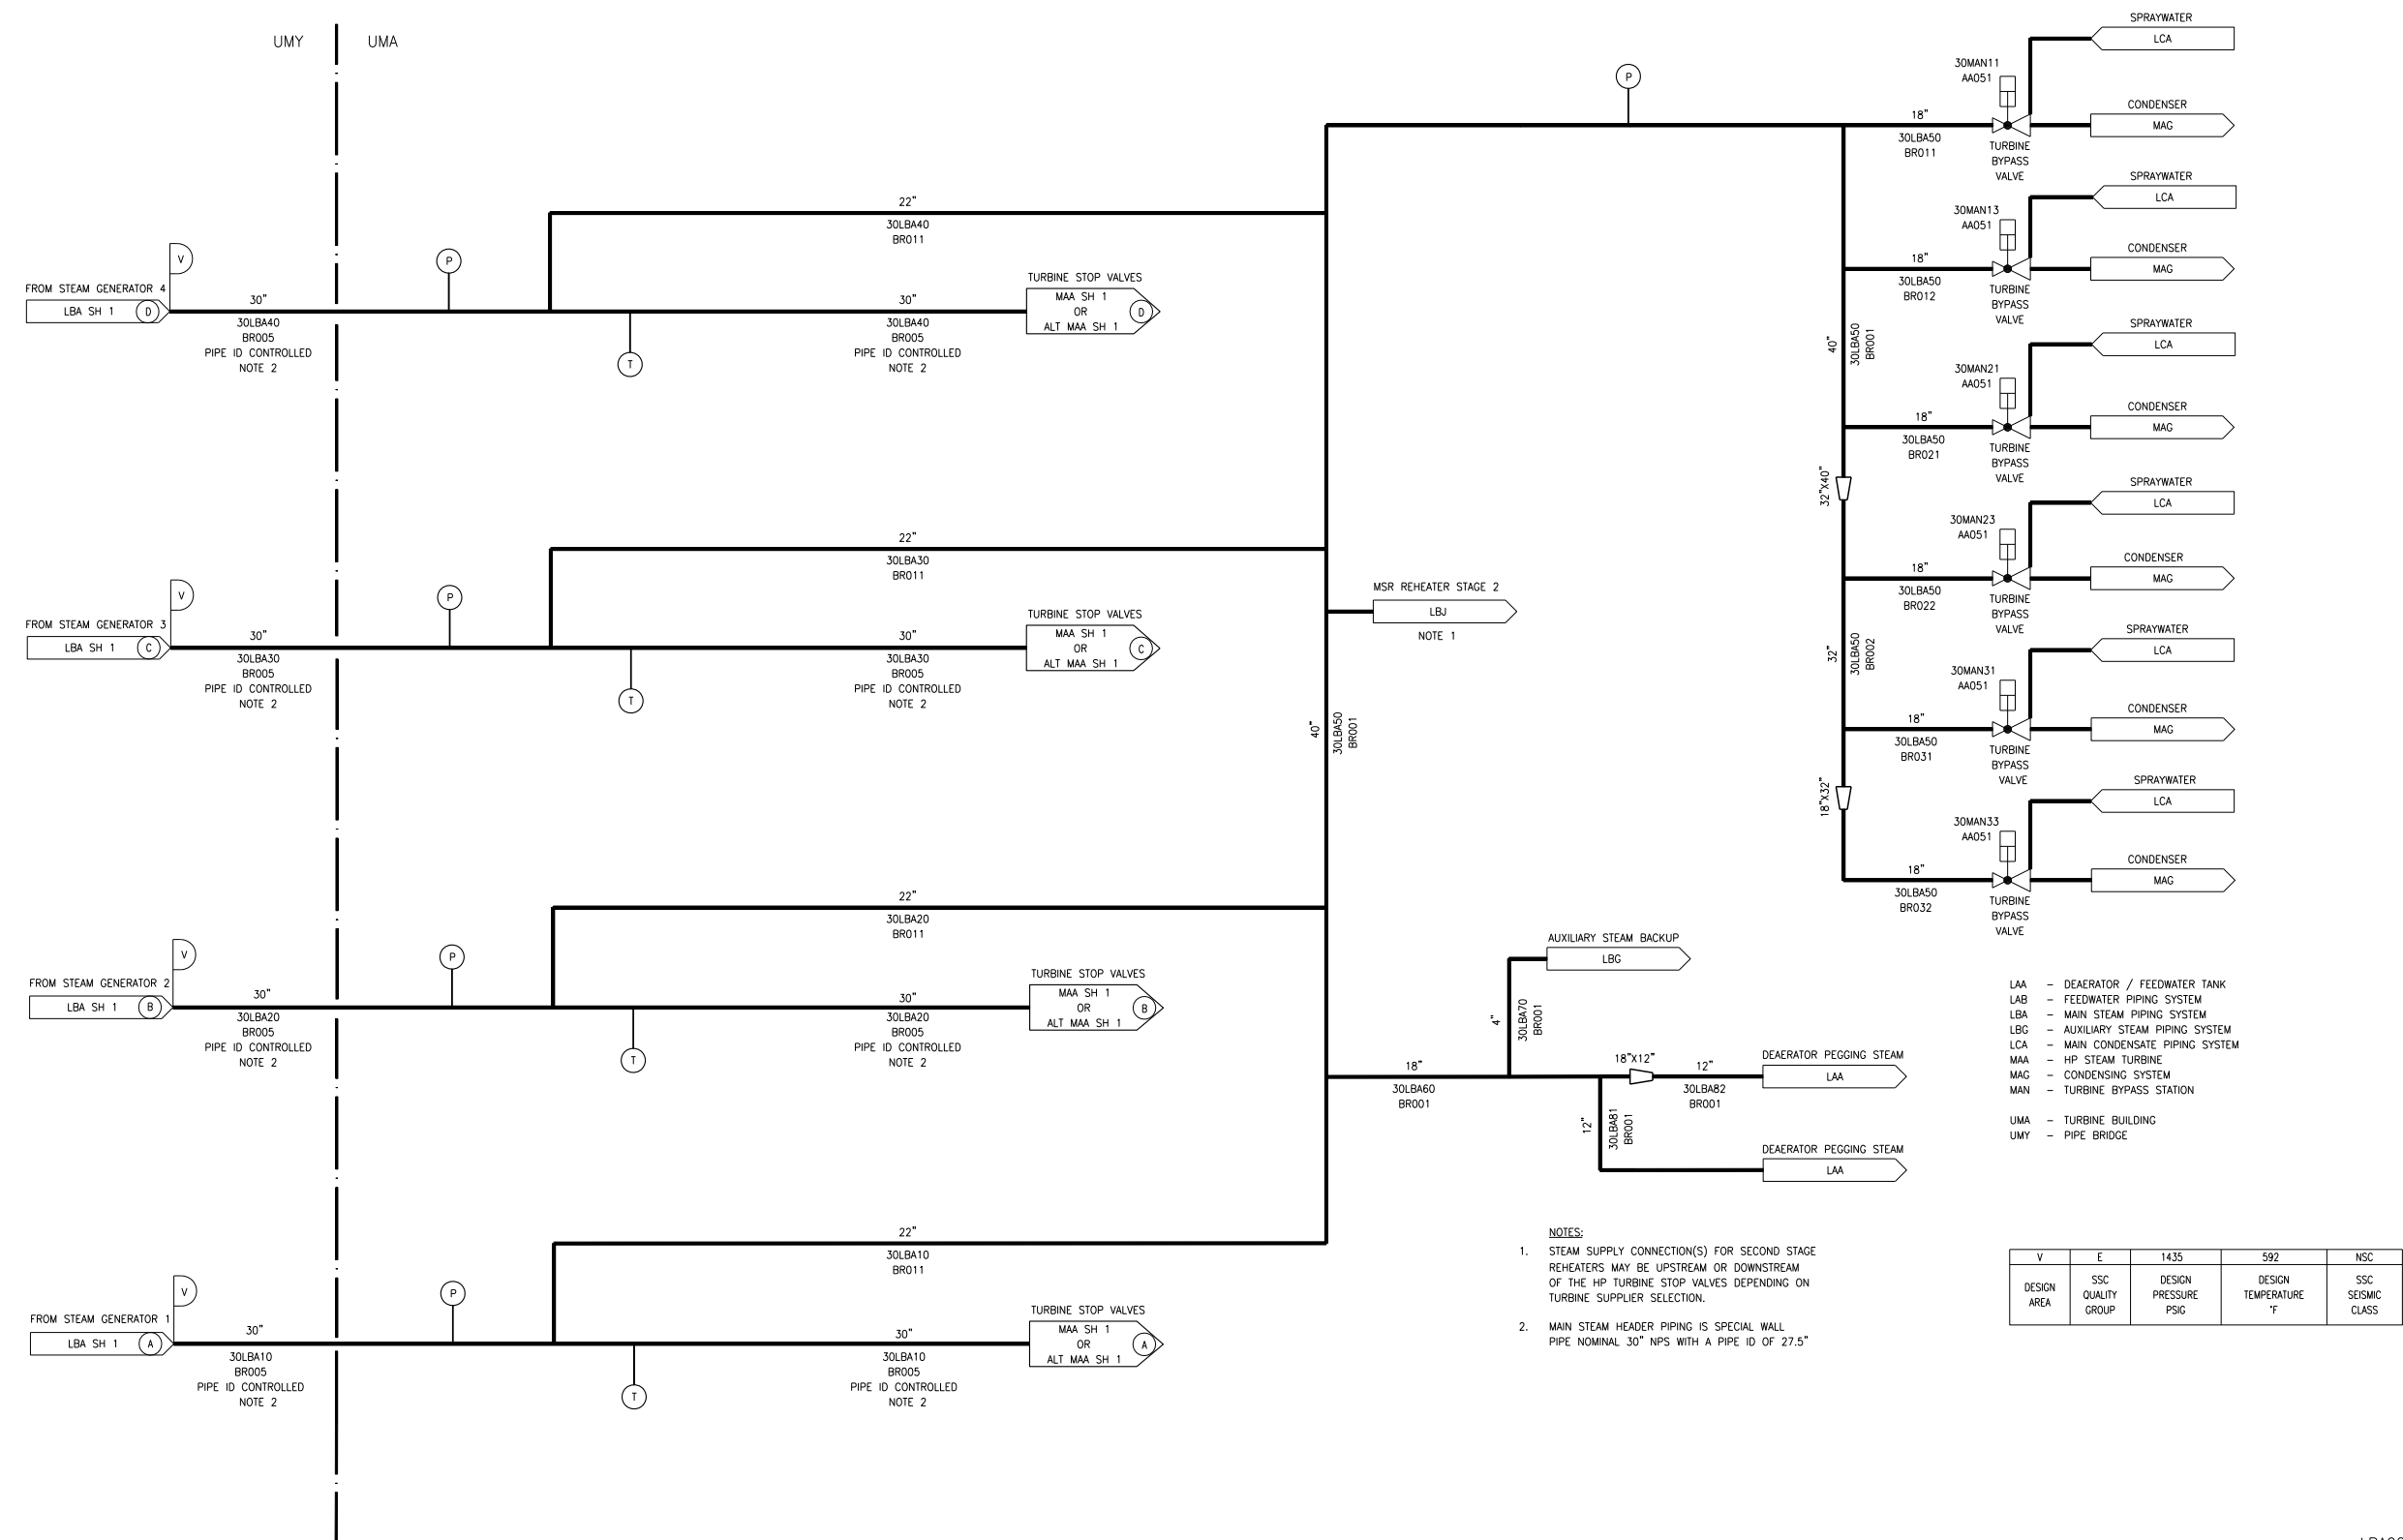 UMY
UMA
FROM STEAM GENERATOR 4
LBA SH 1
D
V
30"
30LBA40
BR005
PIPE ID CONTROLLED
NOTE 2
P
T
22"
30LBA40
BR011
30"
30LBA40
BR005
PIPE ID CONTROLLED
NOTE 2
TURBINE STOP VALVES
MAA SH 1
OR
ALT MAA SH 1
D
FROM STEAM GENERATOR 3
LBA SH 1
C
V
30"
30LBA30
BR005
PIPE ID CONTROLLED
NOTE 2
P
T
22"
30LBA30
BR011
30"
30LBA30
BR005
PIPE ID CONTROLLED
NOTE 2
TURBINE STOP VALVES
MAA SH 1
OR
ALT MAA SH 1
C
FROM STEAM GENERATOR 2
LBA SH 1
B
V
30"
30LBA20
BR005
PIPE ID CONTROLLED
NOTE 2
P
T
22"
30LBA20
BR011
30"
30LBA20
BR005
PIPE ID CONTROLLED
NOTE 2
TURBINE STOP VALVES
MAA SH 1
OR
ALT MAA SH 1
B
FROM STEAM GENERATOR 1
LBA SH 1
A
V
30"
30LBA10
BR005
PIPE ID CONTROLLED
NOTE 2
P
T
22"
30LBA10
BR011
30"
30LBA10
BR005
PIPE ID CONTROLLED
NOTE 2
TURBINE STOP VALVES
MAA SH 1
OR
ALT MAA SH 1
A
P
40"
30LBA50
BR001
MSR REHEATER STAGE 2
LBJ
NOTE 1
18"
30LBA60
BR001
AUXILIARY STEAM BACKUP
LBG
4"
30LBA70
BR001
18"X12"
12"
30LBA82
BR001
DEAERATOR PEGGING STEAM
LAA
12"
30LBA81
BR001
DEAERATOR PEGGING STEAM
LAA
40"
30LBA50
BR001
32"X40"
32"
30LBA50
BR002
18"X32"
SPRAYWATER
LCA
30MAN11
AA051
CONDENSER
MAG
18"
30LBA50
BR011
TURBINE
BYPASS
VALVE
SPRAYWATER
LCA
30MAN13
AA051
CONDENSER
MAG
18"
30LBA50
BR012
TURBINE
BYPASS
VALVE
SPRAYWATER
LCA
30MAN21
AA051
CONDENSER
MAG
18"
30LBA50
BR021
TURBINE
BYPASS
VALVE
SPRAYWATER
LCA
30MAN23
AA051
CONDENSER
MAG
18"
30LBA50
BR022
TURBINE
BYPASS
VALVE
SPRAYWATER
LCA
30MAN31
AA051
CONDENSER
MAG
18"
30LBA50
BR031
TURBINE
BYPASS
VALVE
SPRAYWATER
LCA
30MAN33
AA051
CONDENSER
MAG
18"
30LBA50
BR032
TURBINE
BYPASS
VALVE
LAA – DEAERATOR / FEEDWATER TANK
LAB – FEEDWATER PIPING SYSTEM
LBA – MAIN STEAM PIPING SYSTEM
LBG – AUXILIARY STEAM PIPING SYSTEM
LCA – MAIN CONDENSATE PIPING SYSTEM
MAA – HP STEAM TURBINE
MAG – CONDENSING SYSTEM
MAN – TURBINE BYPASS STATION
UMA – TURBINE BUILDING
UMY – PIPE BRIDGE
NOTES:
1. STEAM SUPPLY CONNECTION(S) FOR SECOND STAGE
REHEATERS MAY BE UPSTREAM OR DOWNSTREAM
OF THE HP TURBINE STOP VALVES DEPENDING ON
TURBINE SUPPLIER SELECTION.
2. MAIN STEAM HEADER PIPING IS SPECIAL WALL
PIPE NOMINAL 30" NPS WITH A PIPE ID OF 27.5"
V E 1435 592 NSC
DESIGN AREA
SSC QUALITY GROUP
DESIGN PRESSURE PSIG
DESIGN TEMPERATURE °F
SSC SEISMIC CLASS